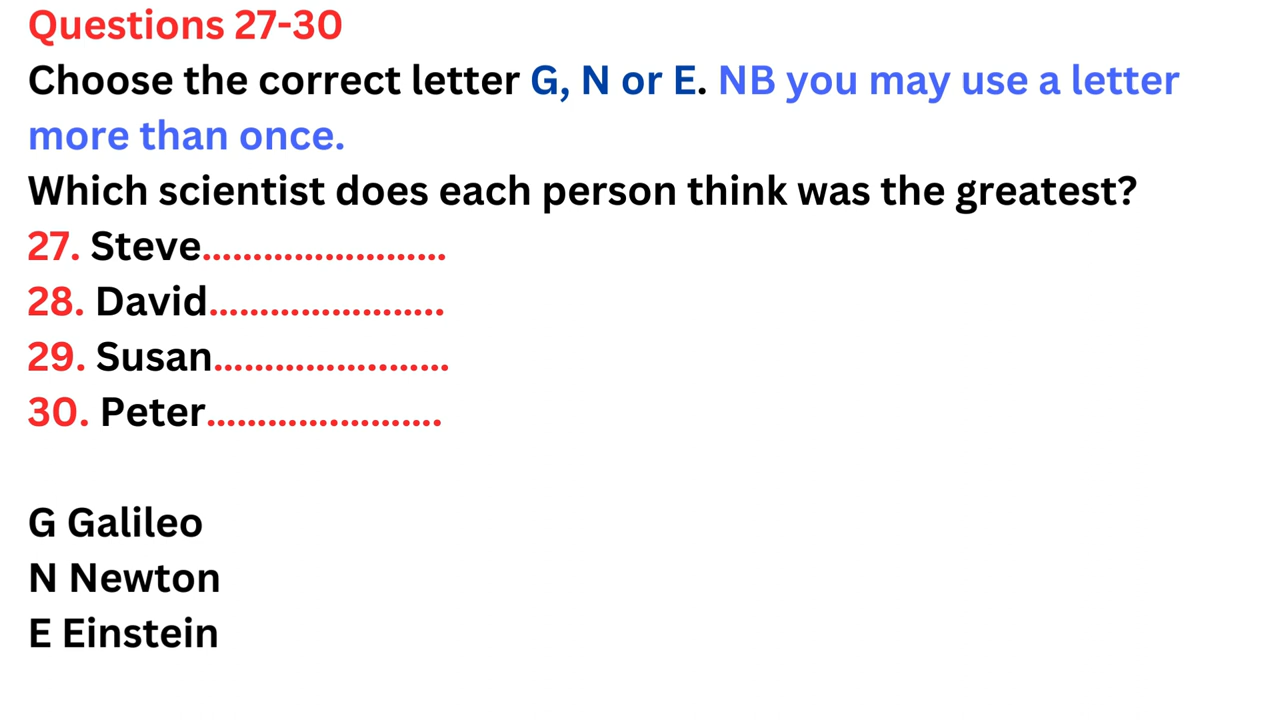 Questions 27-30
Choose the correct letter G, N or E. NB you may use a letter
more than once.
Which scientist does each person think was the greatest?
27. Steve.......................
28. David......................
29. Susan......................
30. Peter......................
G Galileo
N Newton
E Einstein